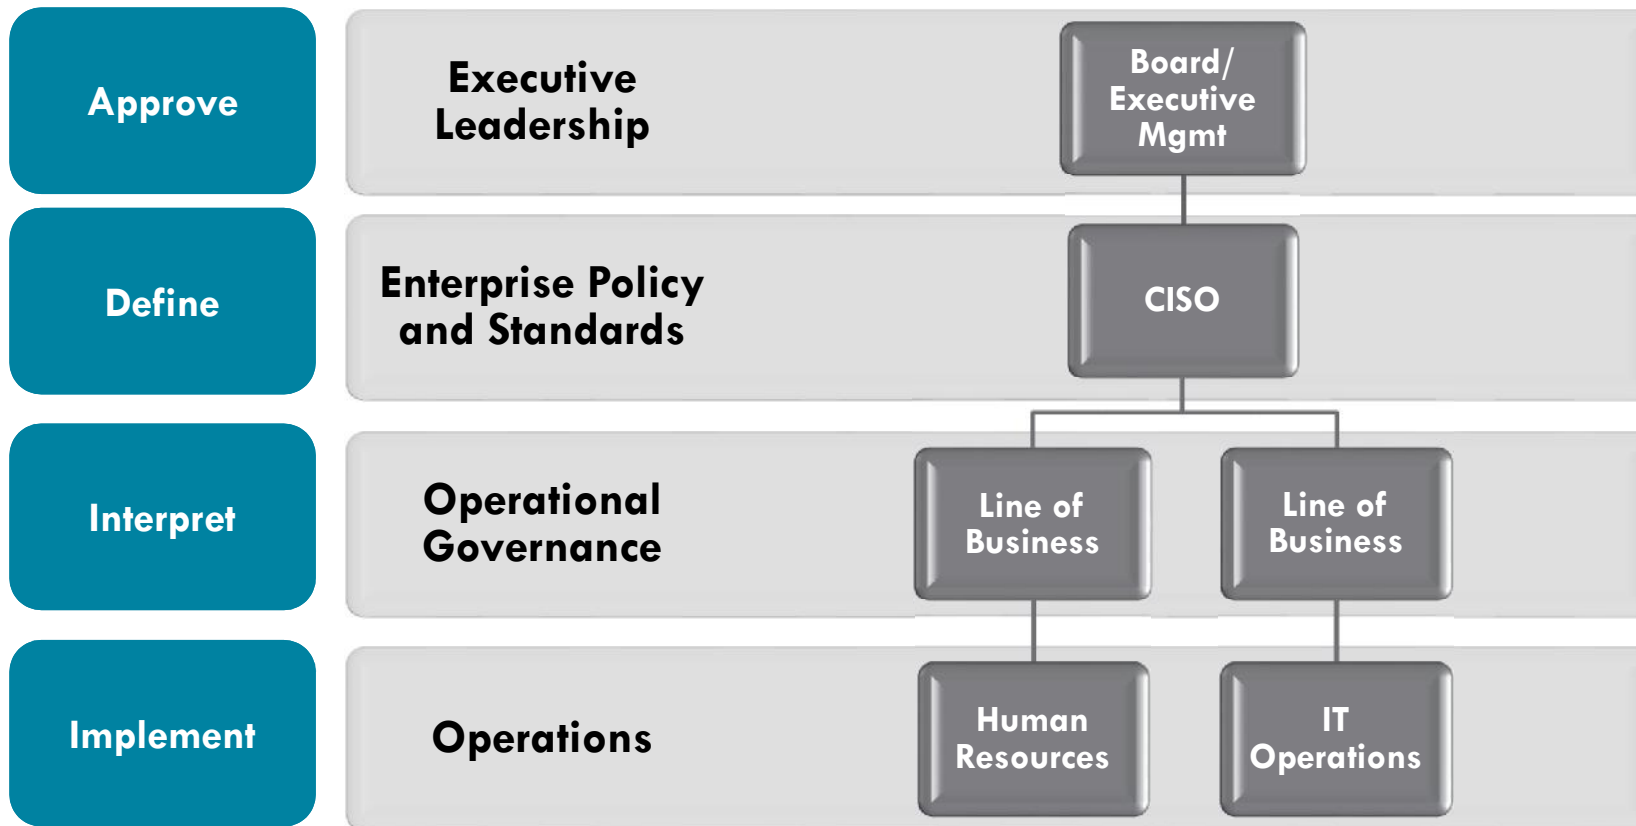 Approve
Executive
Leadership
Board/
Executive
Mgmt
Define
Enterprise Policy
and Standards
CISO
Interpret
Operational
Governance
Line of
Business
Line of
Business
Implement
Operations
Human
Resources
IT
Operations